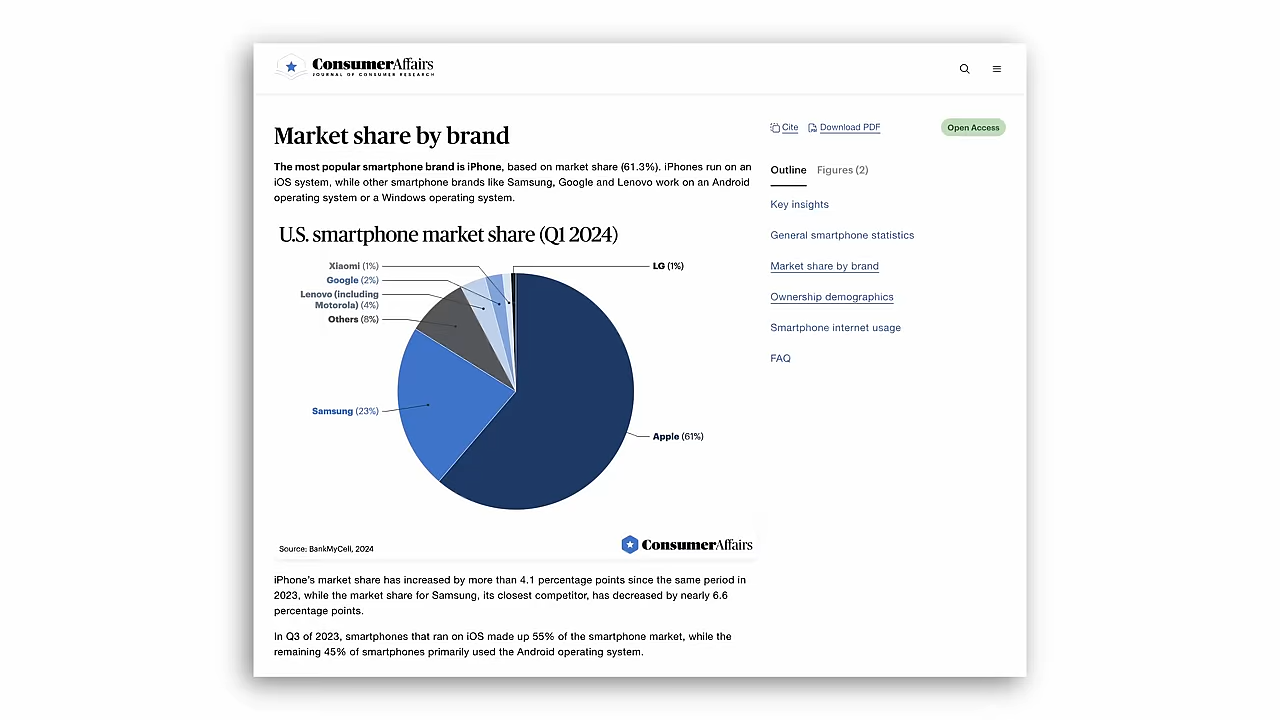 ConsumerAffairs
JOURNAL OF CONSUMER RESEARCH
Market share by brand
The most popular smartphone brand is iPhone, based on market share (61.3%). iPhones run on an
iOS system, while other smartphone brands like Samsung, Google and Lenovo work on an Android
operating system or a Windows operating system.
U.S. smartphone market share (Q1 2024)
Xiaomi (1%)
Google (2%)
Lenovo (including
Motorola) (4%)
Others (8%)
Samsung (23%)
LG (1%)
Apple (61%)
Source: BankMyCell, 2024
ConsumerAffairs
iPhone's market share has increased by more than 4.1 percentage points since the same period in
2023, while the market share for Samsung, its closest competitor, has decreased by nearly 6.6
percentage points.
In Q3 of 2023, smartphones that ran on iOS made up 55% of the smartphone market, while the
remaining 45% of smartphones primarily used the Android operating system.
Cite Download PDF
Open Access
Outline Figures (2)
Key insights
General smartphone statistics
Market share by brand
Ownership demographics
Smartphone internet usage
FAQ